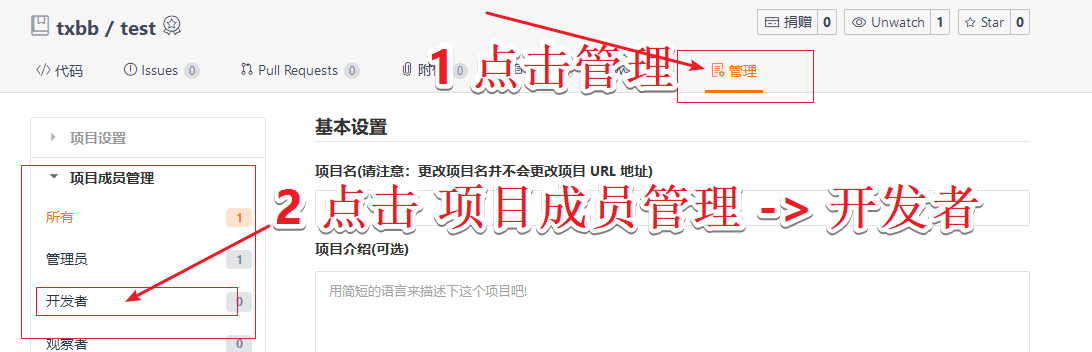 txbb / test
捐赠 0
Unwatch 1
Star 0
代码
Issues 0
Pull Requests 0
附
0
管理
1 点击管理
项目设置
项目成员管理
所有 1
管理员 1
开发者 0
观察者 0
基本设置
项目名(请注意：更改项目名并不会更改项目 URL 地址)
2 点击 项目成员管理 -> 开发者
项目介绍(可选)
用简短的语言来描述下这个项目吧!